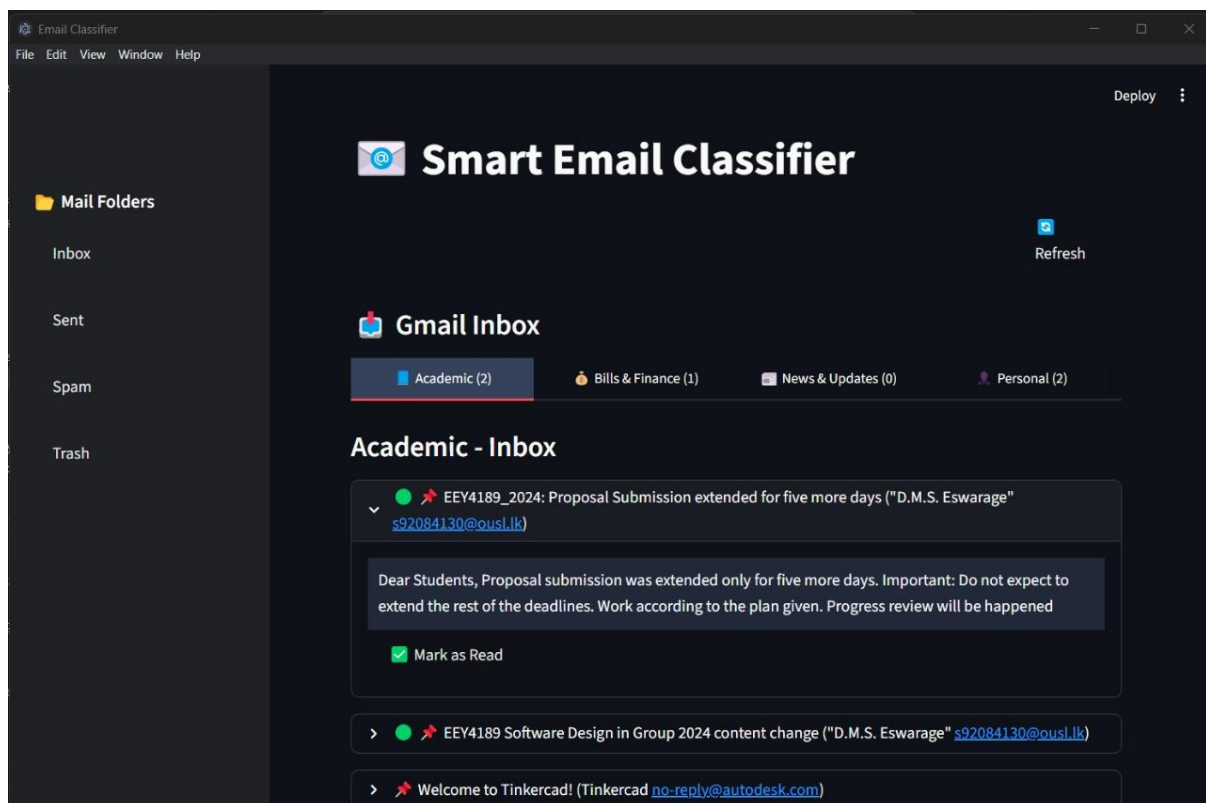 Email Classifier
File Edit View Window Help
Deploy
Smart Email Classifier
Mail Folders
Inbox
Sent
Spam
Trash
Refresh
Gmail Inbox
Academic (2) Bills & Finance (1) News & Updates (0) Personal (2)
Academic - Inbox
EEY4189_2024: Proposal Submission extended for five more days ("D.M.S. Eswarage"
s92084130@ousl.lk)
Dear Students, Proposal submission was extended only for five more days. Important: Do not expect to
extend the rest of the deadlines. Work according to the plan given. Progress review will be happened
Mark as Read
EEY4189 Software Design in Group 2024 content change ("D.M.S. Eswarage" s92084130@ousl.lk)
Welcome to Tinkercad! (Tinkercad no-reply@autodesk.com)